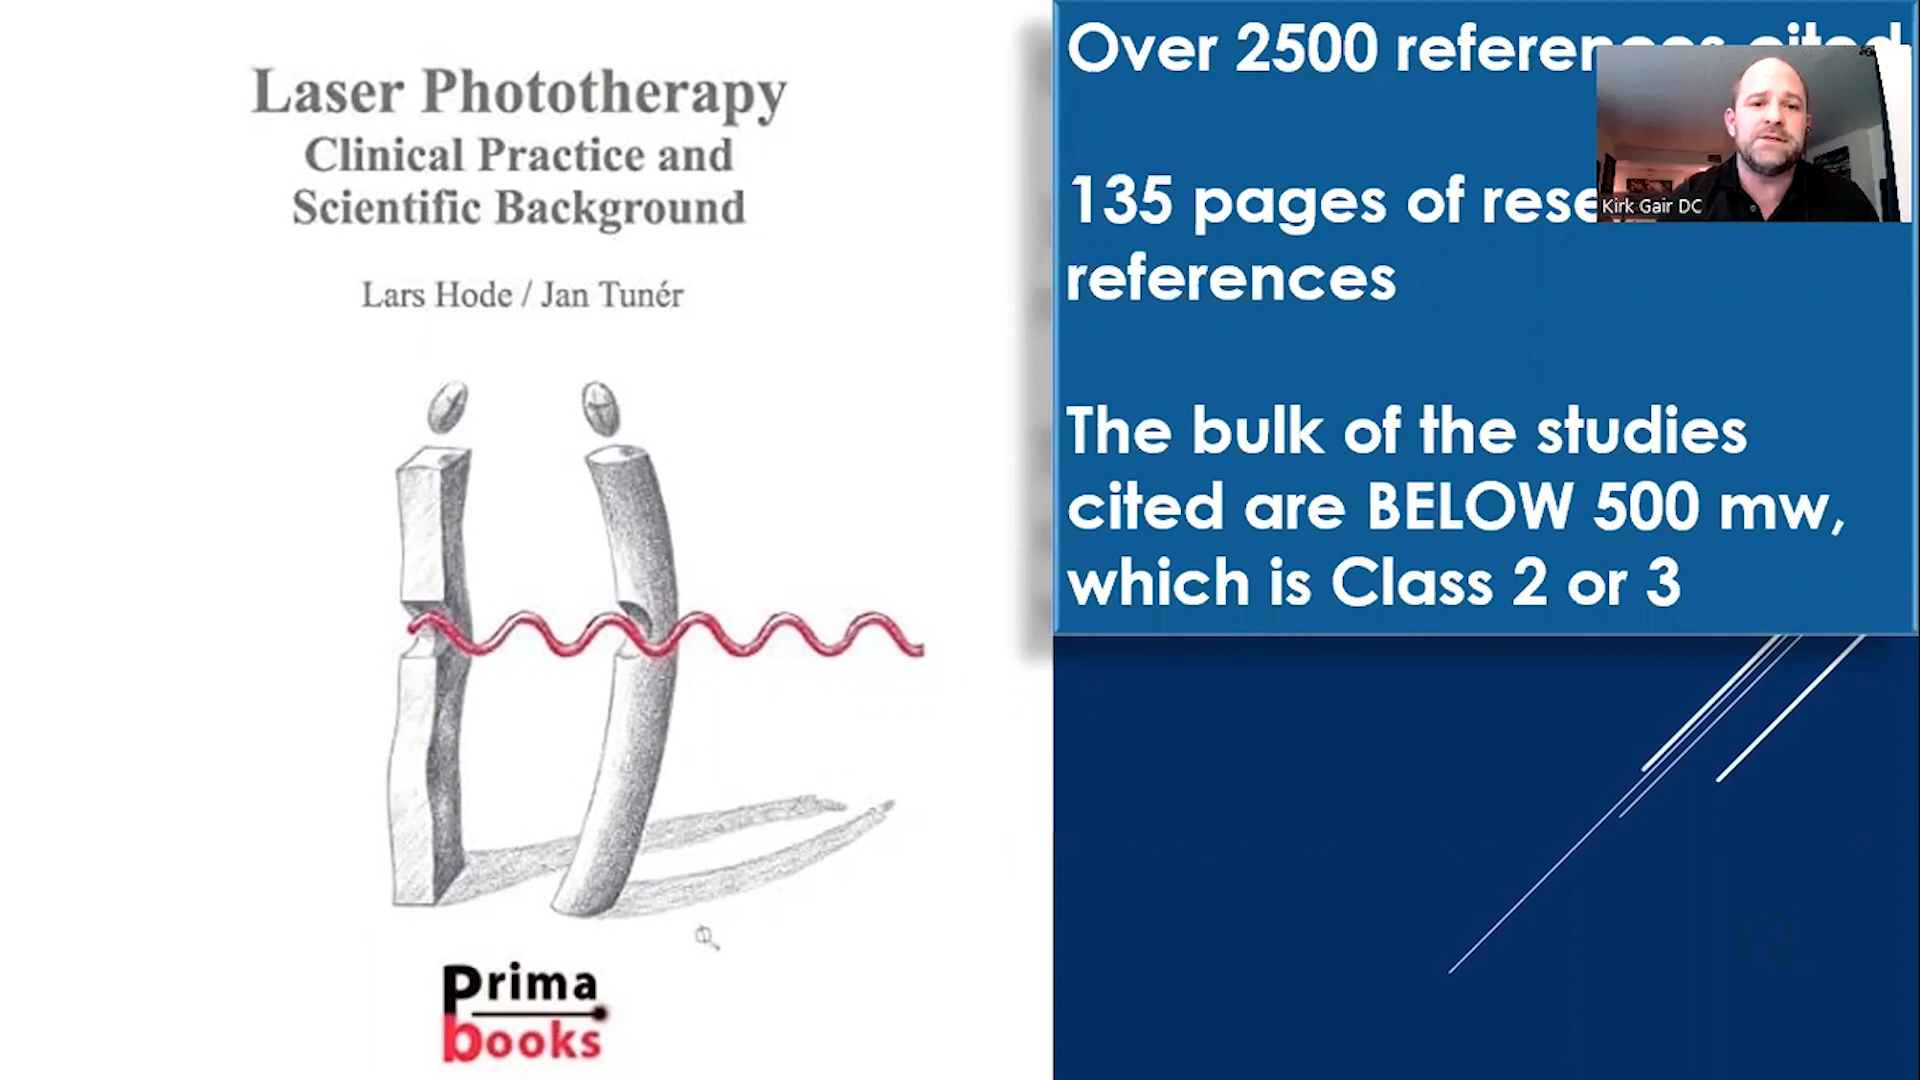 Laser Phototherapy
Clinical Practice and
Scientific Background
Lars Hode / Jan Tunér
prima
books
Over 2500 references cited
135 pages of
references
The bulk of the studies
cited are BELOW 500 mw,
which is Class 2 or 3
Kirk Gair DC